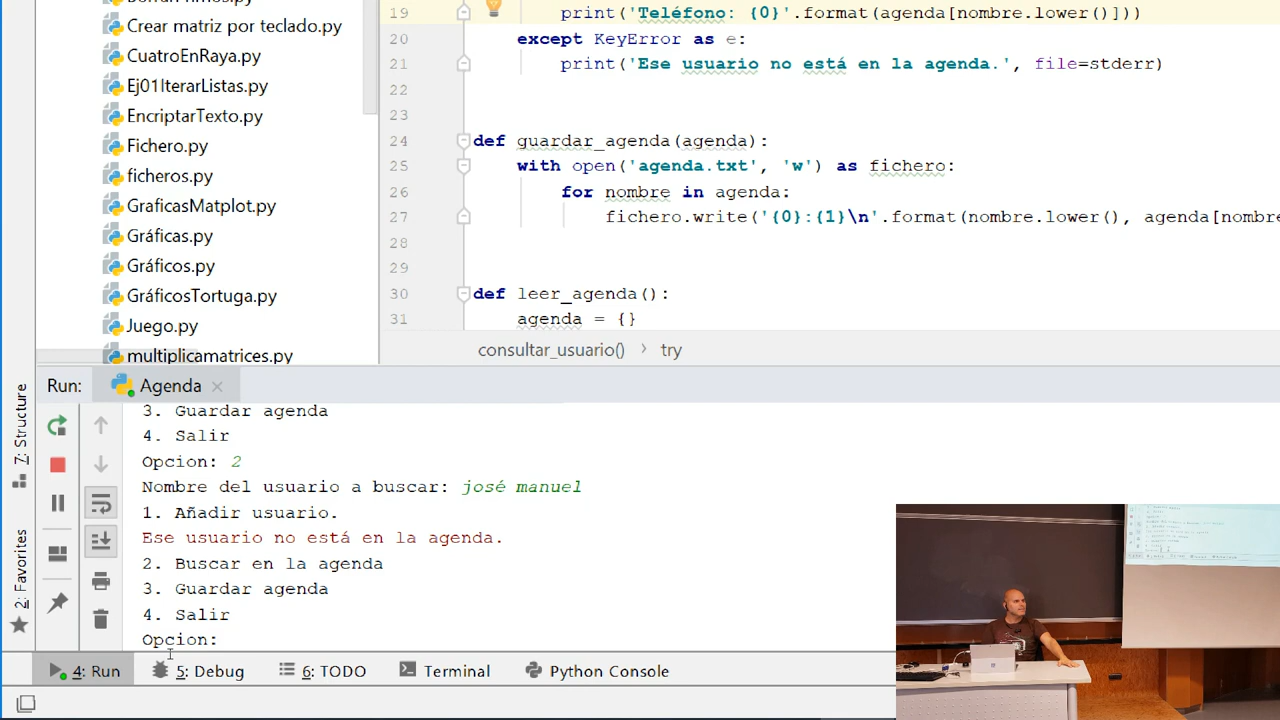 Crear matriz por teclado.py
CuatroEnRaya.py
Ej01IterarListas.py
EncriptarTexto.py
Fichero.py
ficheros.py
GraficasMatplot.py
Gráficas.py
Gráficos.py
GráficosTortuga.py
Juego.py
multiplicamatrices.py
19 print('Teléfono: {0}'.format(agenda[nombre.lower()]))
20 except KeyError as e:
21 print('Ese usuario no está en la agenda.', file=stderr)
22
23
24 def guardar_agenda(agenda):
25 with open('agenda.txt', 'w') as fichero:
26 for nombre in agenda:
27 fichero.write('{0}:{1}\n'.format(nombre.lower(), agenda[nombre
28
29
30 def leer_agenda():
31 agenda = {}
consultar_usuario() › try
Run: Agenda ×
3. Guardar agenda
4. Salir
Opcion: 2
Nombre del usuario a buscar: josé manuel
1. Añadir usuario.
Ese usuario no está en la agenda.
2. Buscar en la agenda
3. Guardar agenda
4. Salir
Opcion:
7: Structure
2: Favorites
4: Run 5: Debug 6: TODO Terminal Python Console